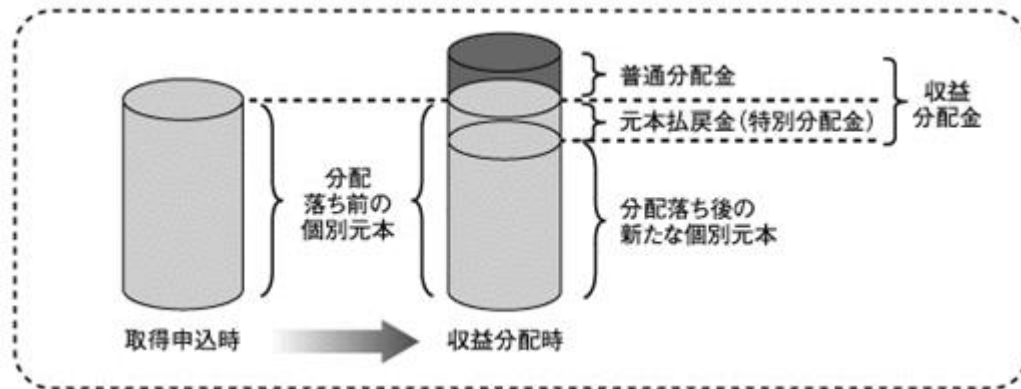 普通分配金
元本払戻金(特別分配金)
収益
分配金
分配
落ち前の
個別元本
分配落ち後の
新たな個別元本
取得申込時
収益分配時